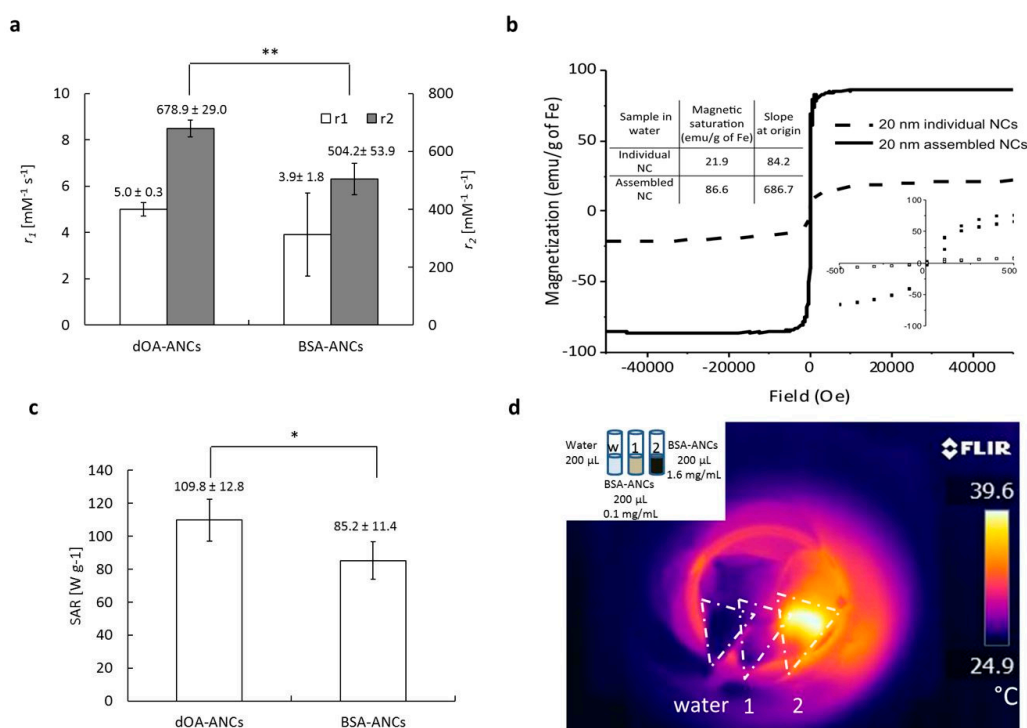 a
**
10
8
6
4
2
0
r1 [mM-1 s-1]
800
600
400
200
0
r2 [mM-1 s-1]
r1
r2
678.9 ± 29.0
504.2 ± 53.9
5.0 ± 0.3
3.9 ± 1.8
dOA-ANCs
BSA-ANCs
b
100
50
0
-50
-100
Magnetization (emu/g of Fe)
Sample in water
Magnetic saturation (emu/g of Fe)
Slope at origin
Individual NC
21.9
84.2
Assembled NC
86.6
686.7
20 nm individual NCs
20 nm assembled NCs
100
50
0
-50
-100
-500
500
-40000
-20000
0
20000
40000
Field (Oe)
c
*
140
120
100
80
60
40
20
0
SAR [W g-1]
109.8 ± 12.8
85.2 ± 11.4
dOA-ANCs
BSA-ANCs
d
Water
200 µL
w
1
2
BSA-ANCs
200 µL
1.6 mg/mL
BSA-ANCs
200 µL
0.1 mg/mL
FLIR
39.6
24.9
°C
water
1
2